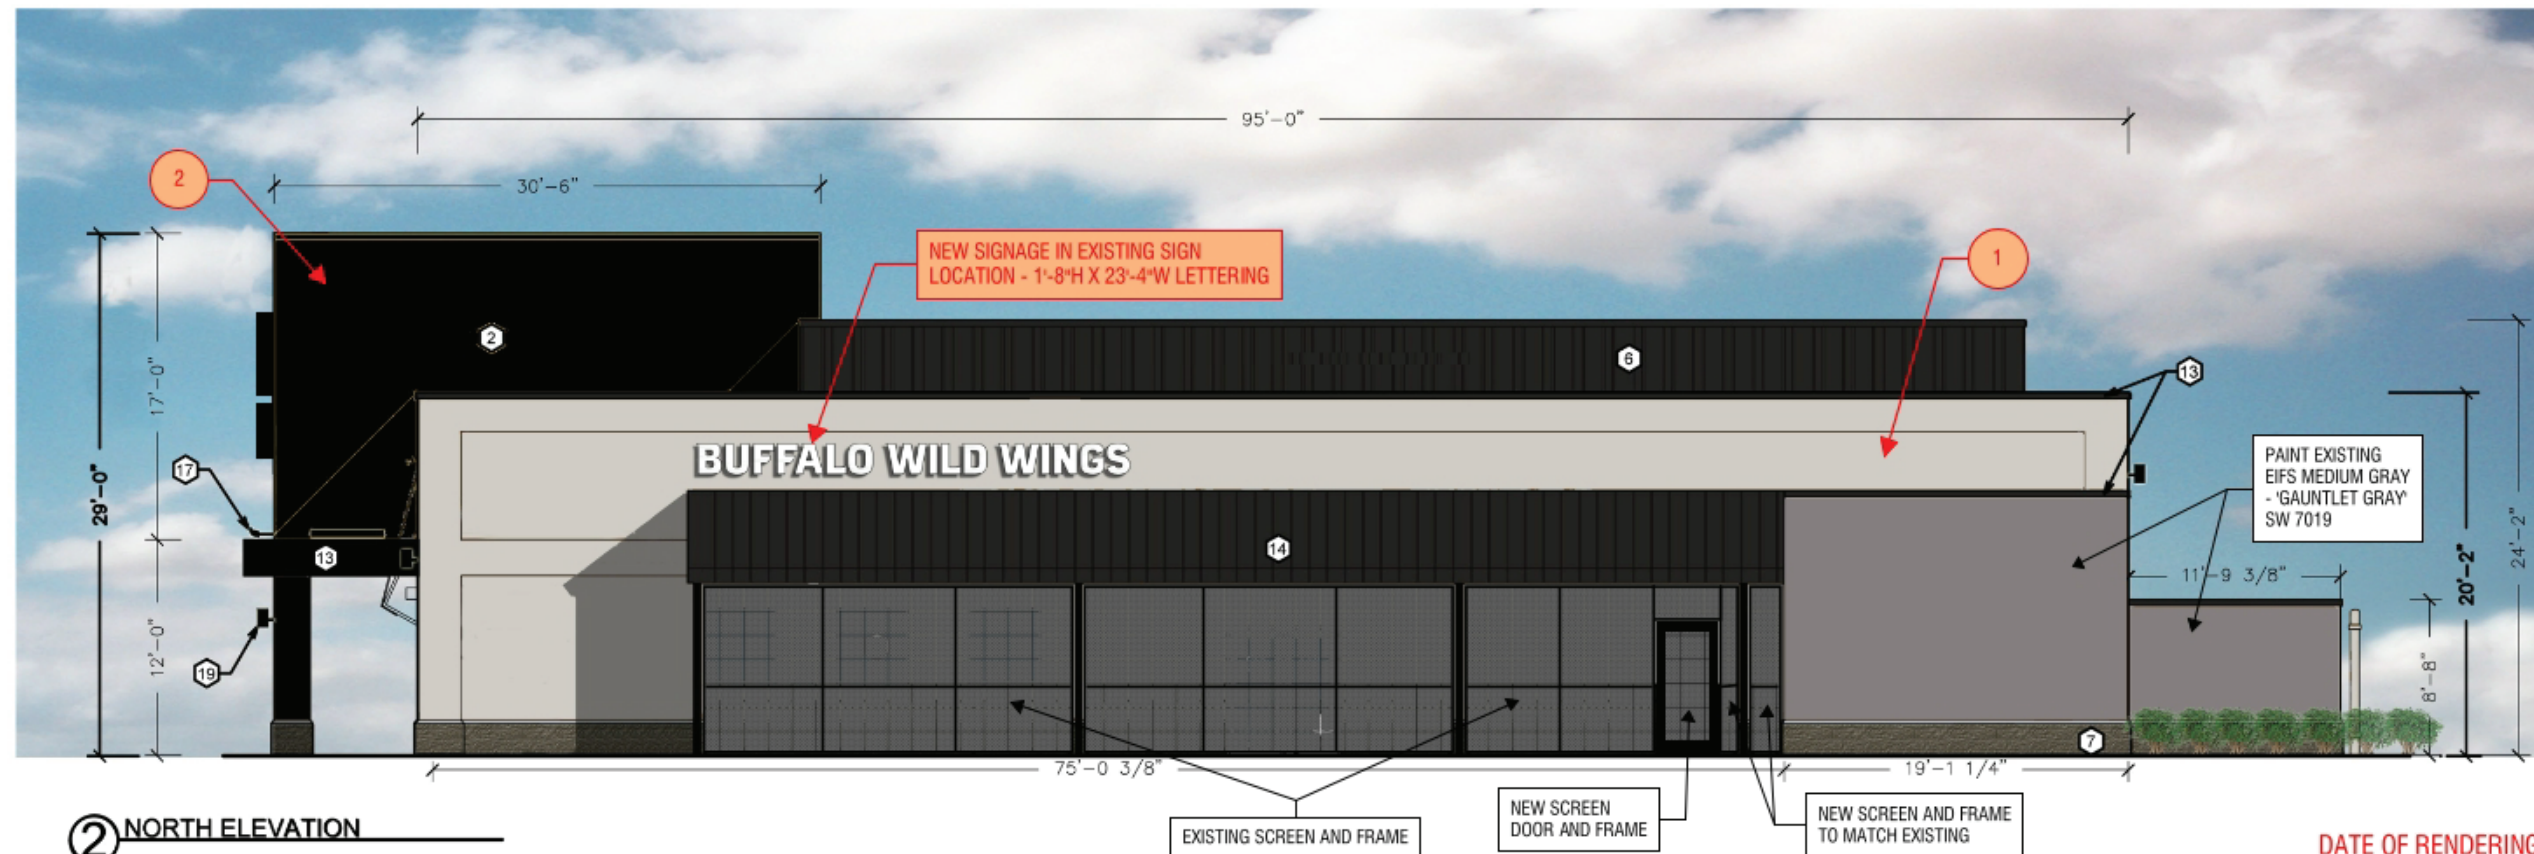 95'-0"
2
30'-6"
NEW SIGNAGE IN EXISTING SIGN
LOCATION - 1'-8"H X 23'-4"W LETTERING
1
2
6
13
17'-0"
29'-0"
17
BUFFALO WILD WINGS
PAINT EXISTING
EIFS MEDIUM GRAY
- 'GAUNTLET GRAY'
SW 7019
24'-2"
20'-2"
13
14
11'-9 3/8"
12'-0"
19
8'-8"
7
75'-0 3/8"
19'-1 1/4"
2 NORTH ELEVATION
EXISTING SCREEN AND FRAME
NEW SCREEN
DOOR AND FRAME
NEW SCREEN AND FRAME
TO MATCH EXISTING
DATE OF RENDERING